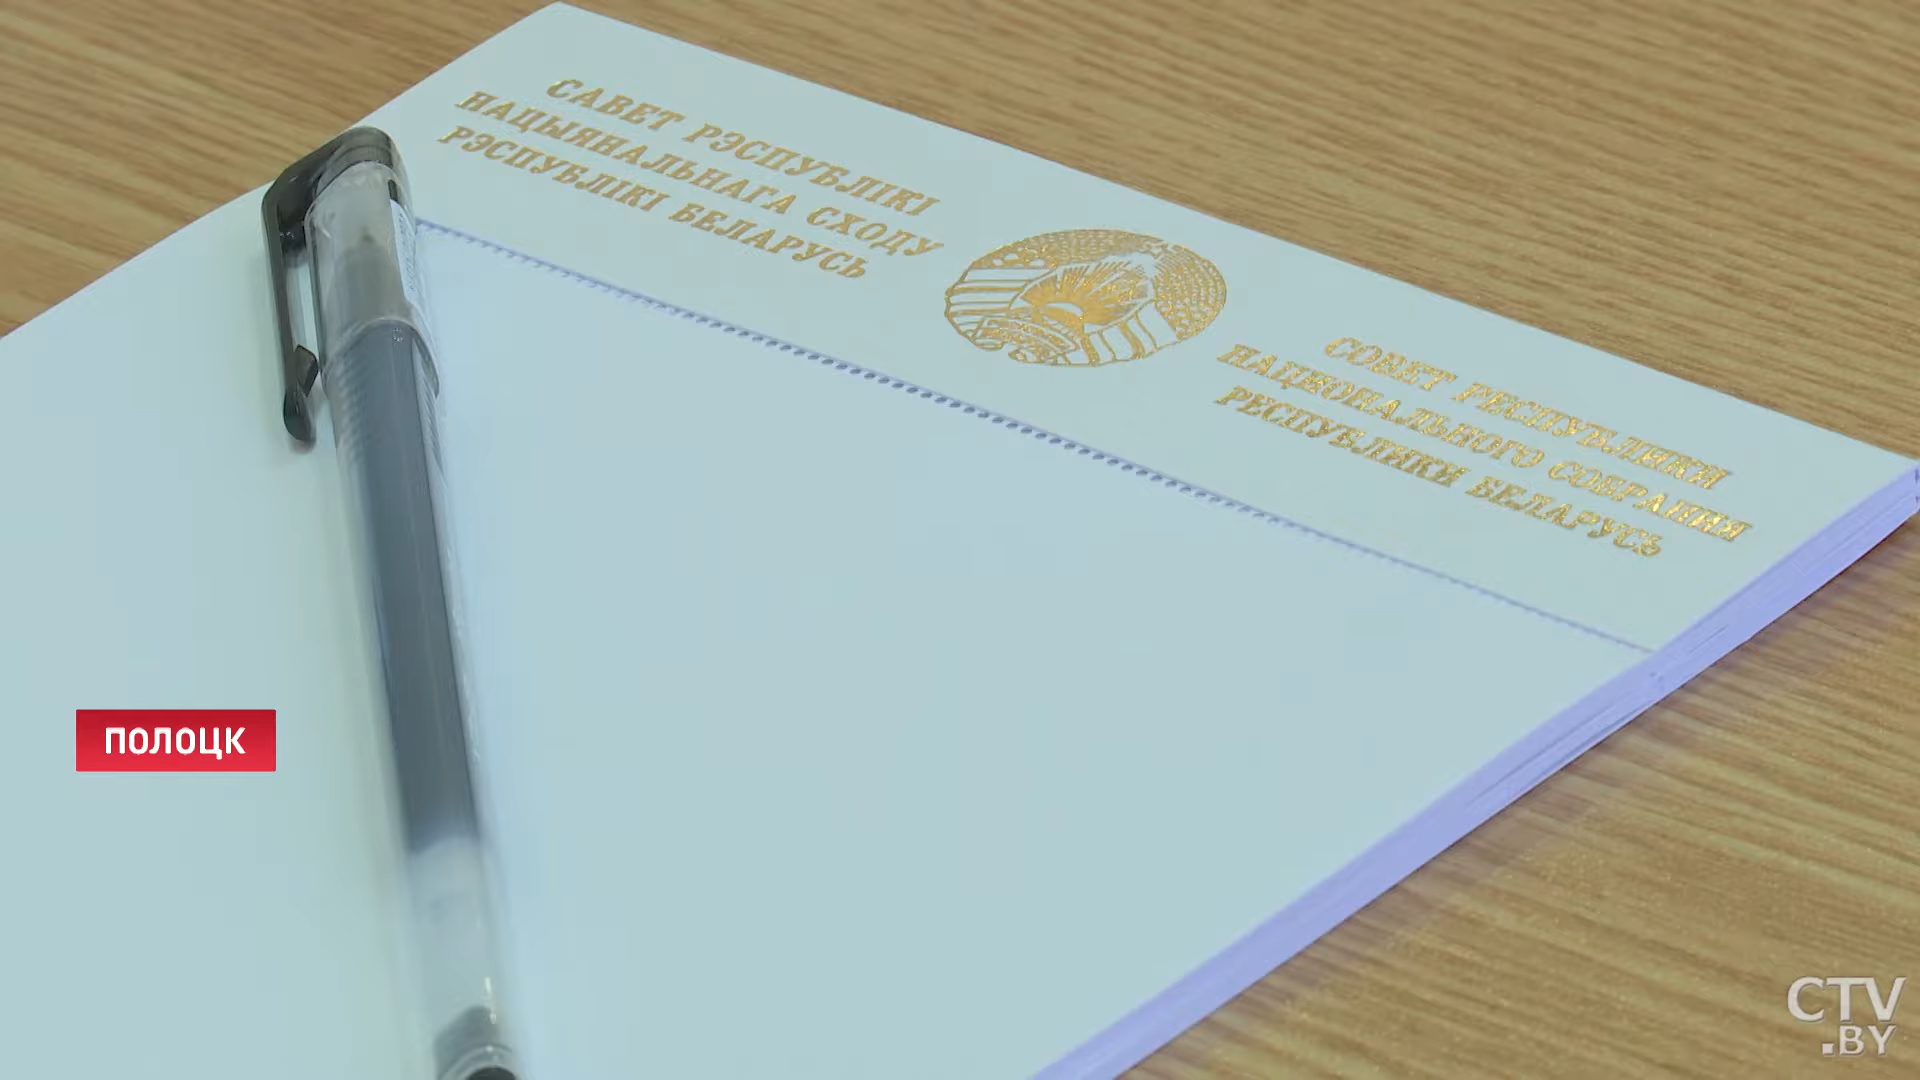 САВЕТ РЭСПУБЛІКІ
НАЦЫЯНАЛЬНАГА СХОДУ
РЭСПУБЛІКІ БЕЛАРУСЬ
СОВЕТ РЕСПУБЛИКИ
НАЦИОНАЛЬНОГО СОБРАНИЯ
РЕСПУБЛИКИ БЕЛАРУСЬ
ПОЛОЦК
CTV
.BY